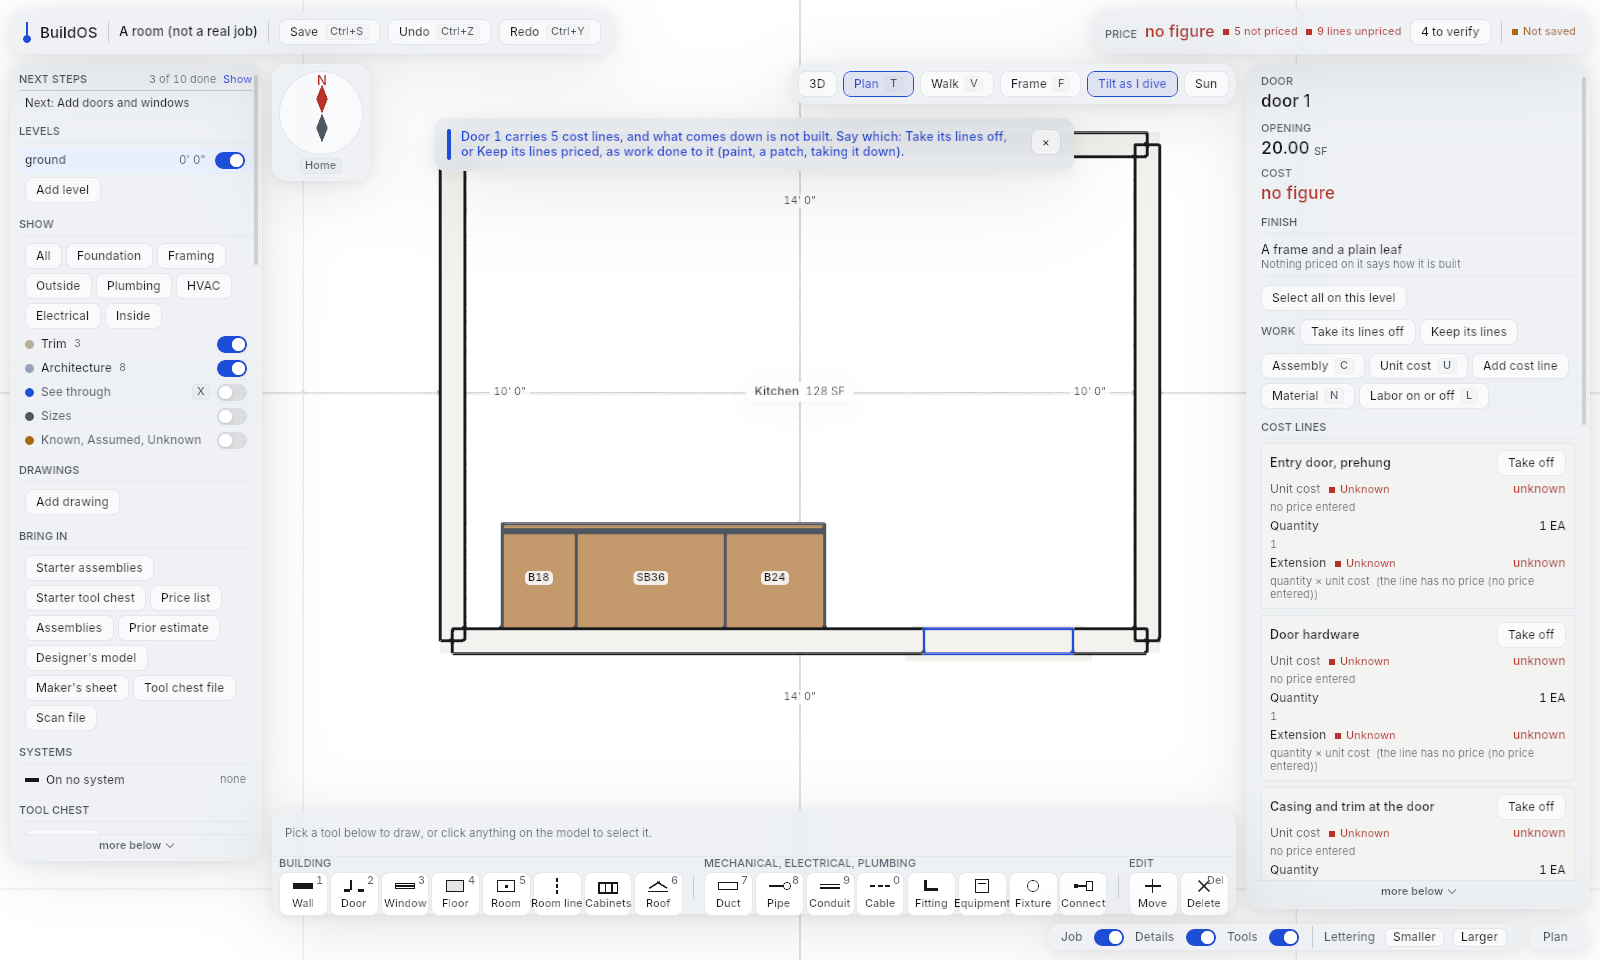 BuildOS
A room (not a real job)
Save Ctrl+S
Undo Ctrl+Z
Redo Ctrl+Y
PRICE no figure
5 not priced
9 lines unpriced
4 to verify
Not saved
NEXT STEPS
3 of 10 done Show
Next: Add doors and windows
LEVELS
ground 0' 0"
Add level
SHOW
All
Foundation
Framing
Outside
Plumbing
HVAC
Electrical
Inside
Trim 3
Architecture 8
See through X
Sizes
Known, Assumed, Unknown
DRAWINGS
Add drawing
BRING IN
Starter assemblies
Starter tool chest
Price list
Assemblies
Prior estimate
Designer's model
Maker's sheet
Tool chest file
Scan file
SYSTEMS
On no system none
TOOL CHEST
more below
N
Home
3D
Plan T
Walk V
Frame F
Tilt as I dive
Sun
Door 1 carries 5 cost lines, and what comes down is not built. Say which: Take its lines off,
or Keep its lines priced, as work done to it (paint, a patch, taking it down).
×
14' 0"
10' 0"
Kitchen 128 SF
10' 0"
B18
SB36
B24
14' 0"
Pick a tool below to draw, or click anything on the model to select it.
BUILDING
1 Wall
2 Door
3 Window
4 Floor
5 Room
Room line
Cabinets
6 Roof
MECHANICAL, ELECTRICAL, PLUMBING
7 Duct
8 Pipe
9 Conduit
0 Cable
Fitting
Equipment
Fixture
Connect
EDIT
Move
Del Delete
DOOR
door 1
OPENING
20.00 SF
COST
no figure
FINISH
A frame and a plain leaf
Nothing priced on it says how it is built
Select all on this level
WORK
Take its lines off
Keep its lines
Assembly C
Unit cost U
Add cost line
Material N
Labor on or off L
COST LINES
Entry door, prehung
Take off
Unit cost Unknown unknown
no price entered
Quantity 1 EA
1
Extension Unknown unknown
quantity × unit cost (the line has no price (no price
entered))
Door hardware
Take off
Unit cost Unknown unknown
no price entered
Quantity 1 EA
1
Extension Unknown unknown
quantity × unit cost (the line has no price (no price
entered))
Casing and trim at the door
Take off
Unit cost Unknown unknown
no price entered
Quantity 1 EA
more below
Job
Details
Tools
Lettering
Smaller
Larger
Plan